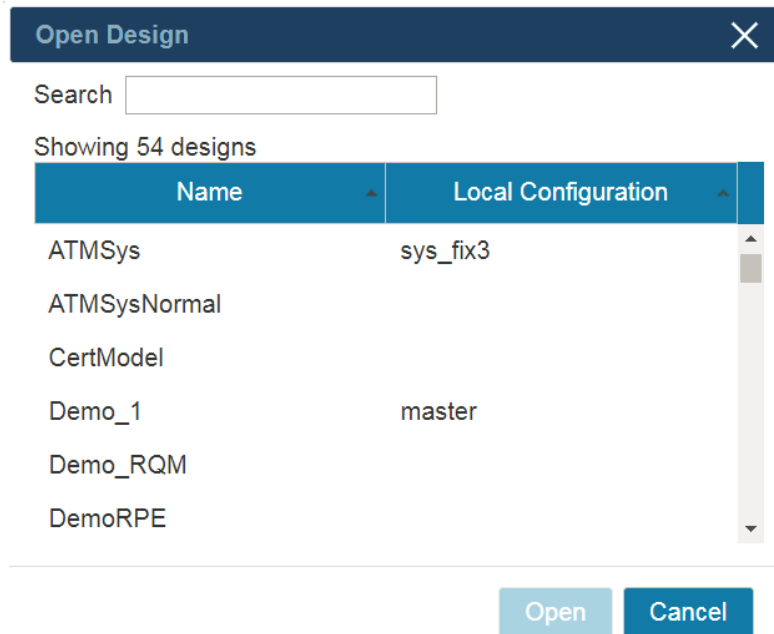 Open Design
Search
Showing 54 designs
Name Local Configuration
ATMSys sys_fix3
ATMSysNormal
CertModel
Demo_1 master
Demo_RQM
DemoRPE
Open Cancel